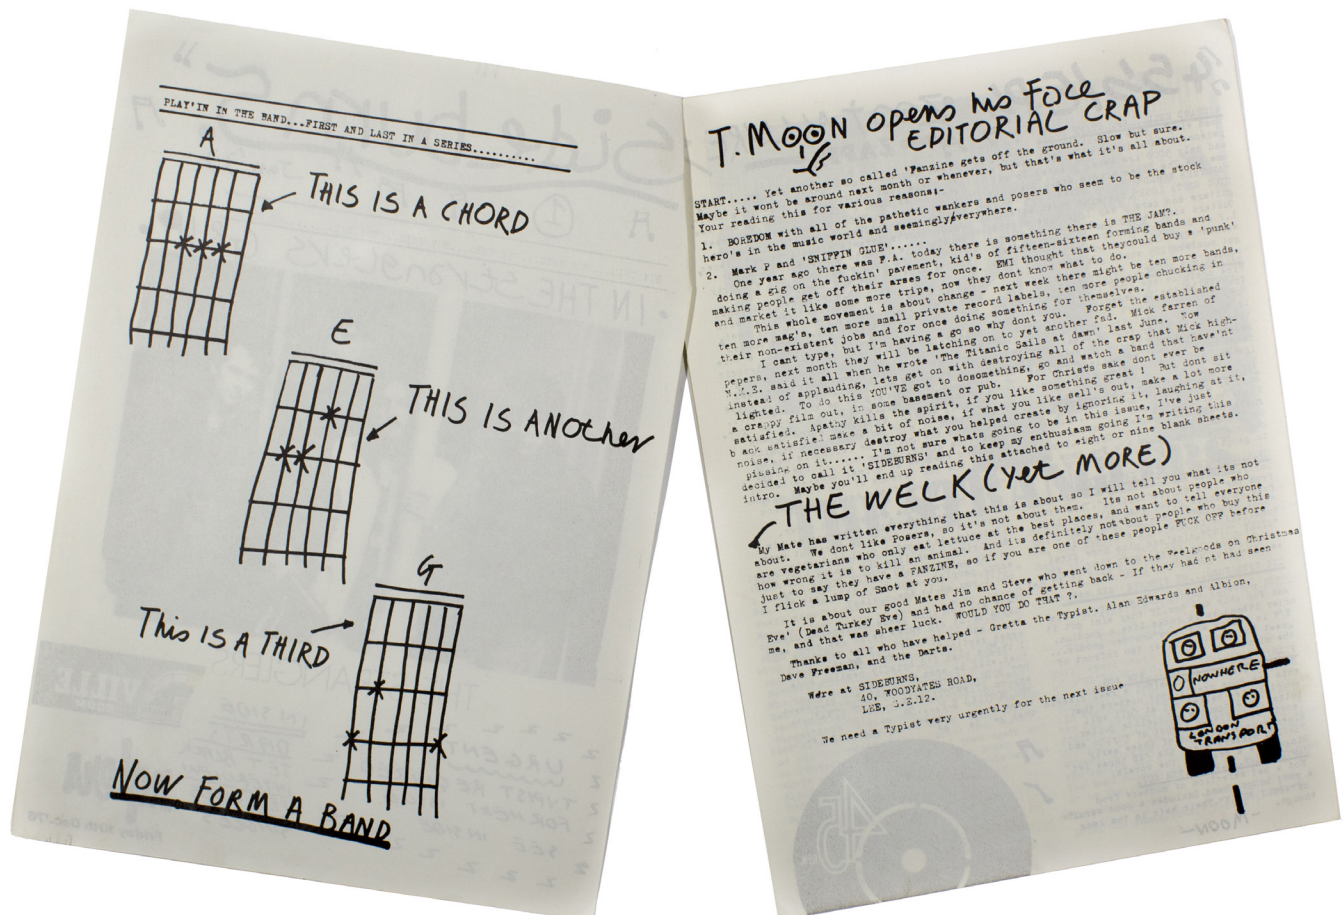 PLAY'IN IN THE BAND...FIRST AND LAST IN A SERIES..........
A
THIS IS A CHORD
E
THIS IS ANOTHER
G
THIS IS A THIRD
NOW FORM A BAND
T. MOON opens his Face
EDITORIAL CRAP
START..... Yet another so called 'Fanzine gets off the ground. Slow but sure.
Maybe it wont be around next month or whenever, but that's what it's all about.
Your reading this for various reasons;-
1. BOREDOM with all of the pathetic wankers and posers who seem to be the stock
hero's in the music world and seemingly/everywhere.
2. Mark P and 'SNIFFIN GLUE'......
One year ago there was F.A. today there is something there is THE JAM?.
doing a gig on the fuckin' pavement, kid's of fifteen-sixteen forming bands and
making people get off their arses for once. EMI thought that theycould buy a 'punk'
and market it like some more tripe, now they dont know what to do.
This whole movement is about change - next week there might be ten more bands,
ten more mag's, ten more small private record labels, ten more people chucking in
their non-existent jobs and for once doing something for themselves.
I cant type, but I'm having a go so why dont you. Forget the established
pepers, next month they will be latching on to yet another fad. Mick farren of
N.M.E. said it all when he wrote 'The Titanic Sails at dawn' last June. Now
instead of applauding, lets get on with destroying all of the crap that Mick high-
lighted. To do this YOU'VE got to dosomething, go and watch a band that have'nt
a crappy film out, in some basement or pub. For Christs sake dont ever be
satisfied. Apathy kills the spirit, if you like something great ! But dont sit
b ack satisfied make a bit of noise, if what you like sell's out, make a lot more
noise, if necessary destroy what you helped create by ignoring it, laughing at it,
pissing on it...... I'm not sure whats going to be in this issue, I've just
decided to call it 'SIDEBURNS' and to keep my enthusiasm going I'm writing this
intro. Maybe you'll end up reading this attached to eight or nine blank sheets.
THE WELK (yet MORE)
My Mate has written everything that this is about so I will tell you what its not
about. We dont like Posers, so it's not about them. Its not about people who
are vegetarians who only eat lettuce at the best places, and want to tell everyone
how wrong it is to kill an animal. And its definitely notabout people who buy this
just to say they have a FANZINE, so if you are one of these people FUCK OFF before
I flick a lump of Snot at you.
It is about our good Mates Jim and Steve who went down to the Feelgoods on Christmas
Eve' (Dead Turkey Eve) and had no chance of getting back - If they had nt had seen
me, and that was sheer luck. WOULD YOU DO THAT ?.
Thanks to all who have helped - Gretta the Typist. Alan Edwards and Albion,
Dave Freeman, and the Darts.
Were at SIDEBURNS,
40, WOODYATES ROAD,
LEE, S.E.12.
We need a Typist very urgently for the next issue
NOWHERE
LONDON
TRANSPORT